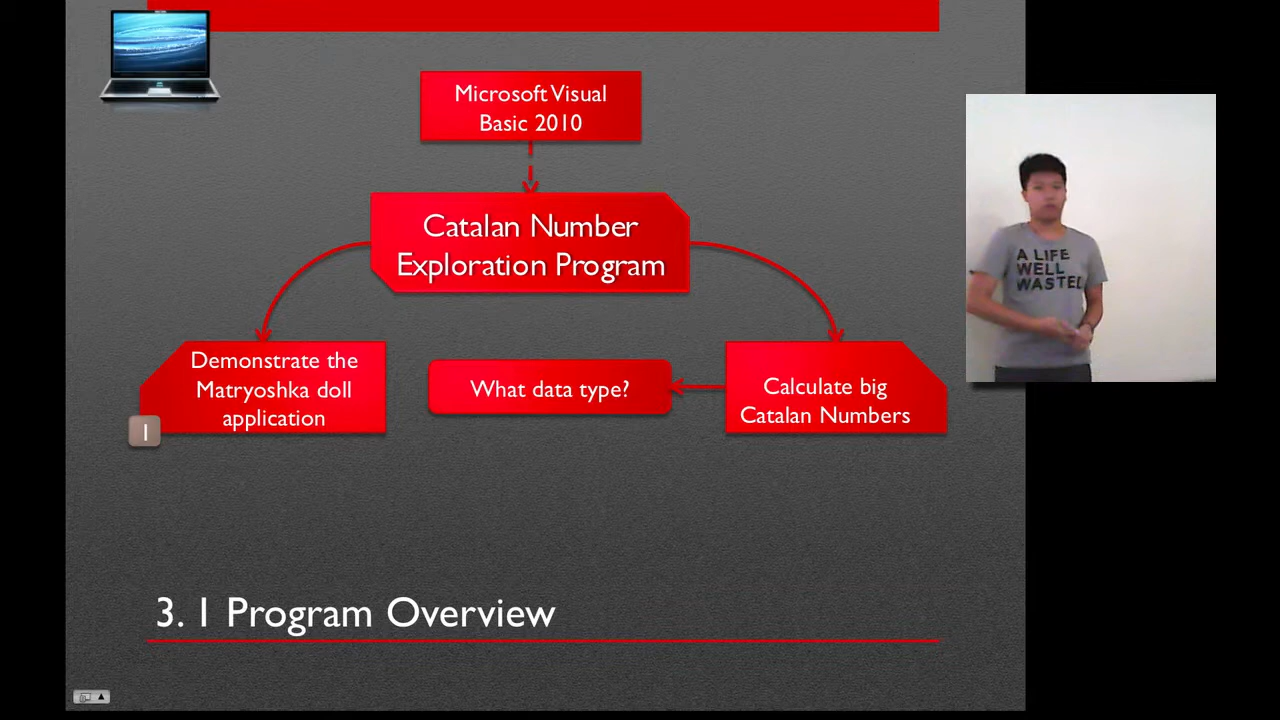 Microsoft Visual
Basic 2010
Catalan Number
Exploration Program
Demonstrate the
Matryoshka doll
application
What data type?
Calculate big
Catalan Numbers
1
3. 1 Program Overview
A LIFE
WELL
WASTED